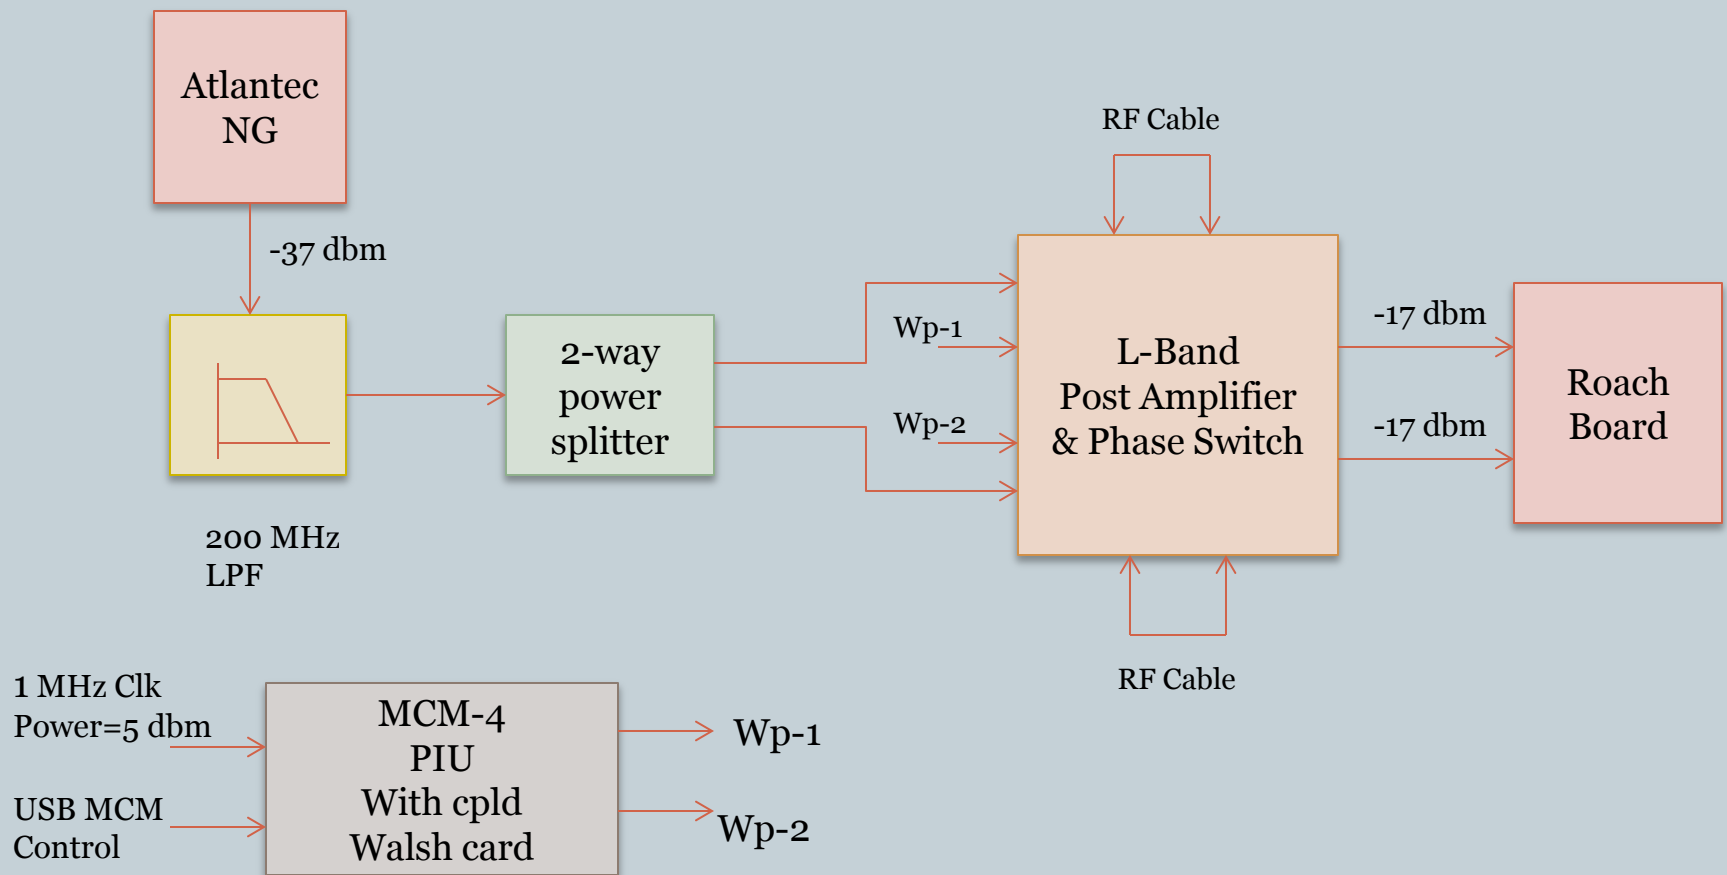 Atlantec
NG
-37 dbm
200 MHz
LPF
2-way
power
splitter
Wp-1
Wp-2
RF Cable
L-Band
Post Amplifier
& Phase Switch
RF Cable
-17 dbm
-17 dbm
Roach
Board
1 MHz Clk
Power=5 dbm
USB MCM
Control
MCM-4
PIU
With cpld
Walsh card
Wp-1
Wp-2